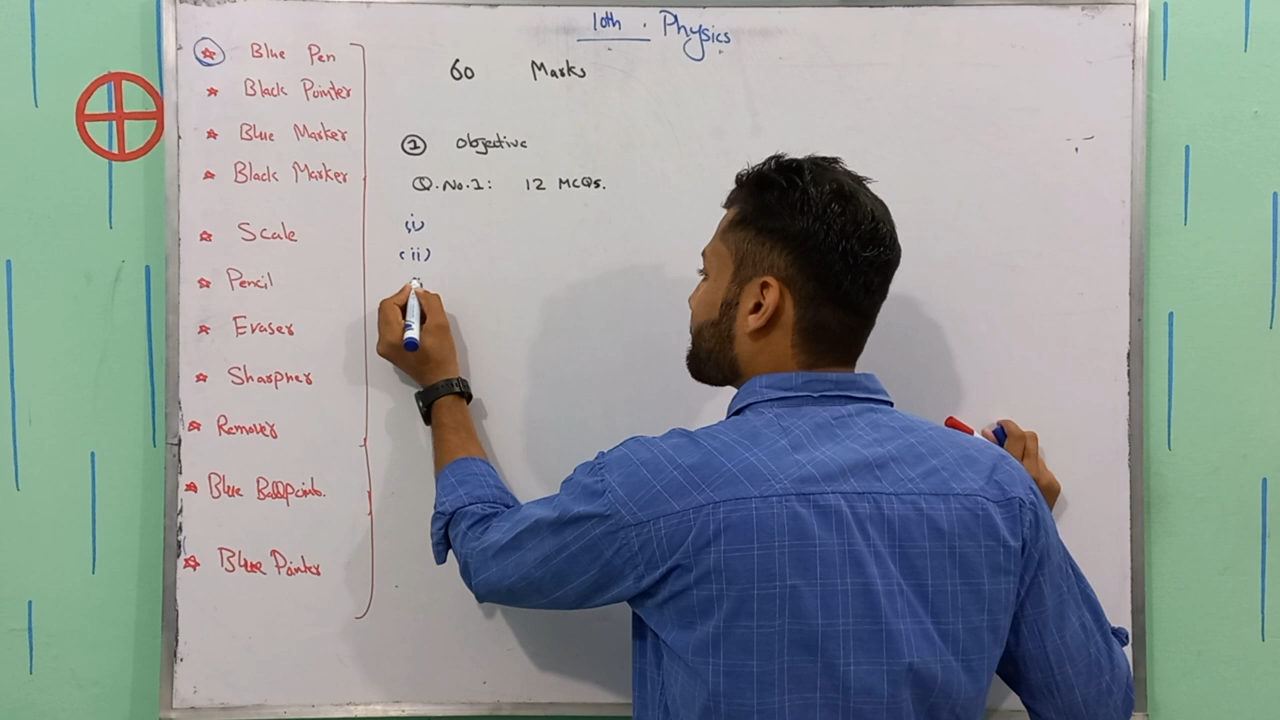 10th . Physics
60 Marks
Blue Pen
Black Pointer
Blue Marker
Black Marker
Scale
Pencil
Eraser
Sharpner
Remover
Blue Ballpoint.
Blue Pointer
① Objective
Q.No.1: 12 MCQs.
(i)
(ii)